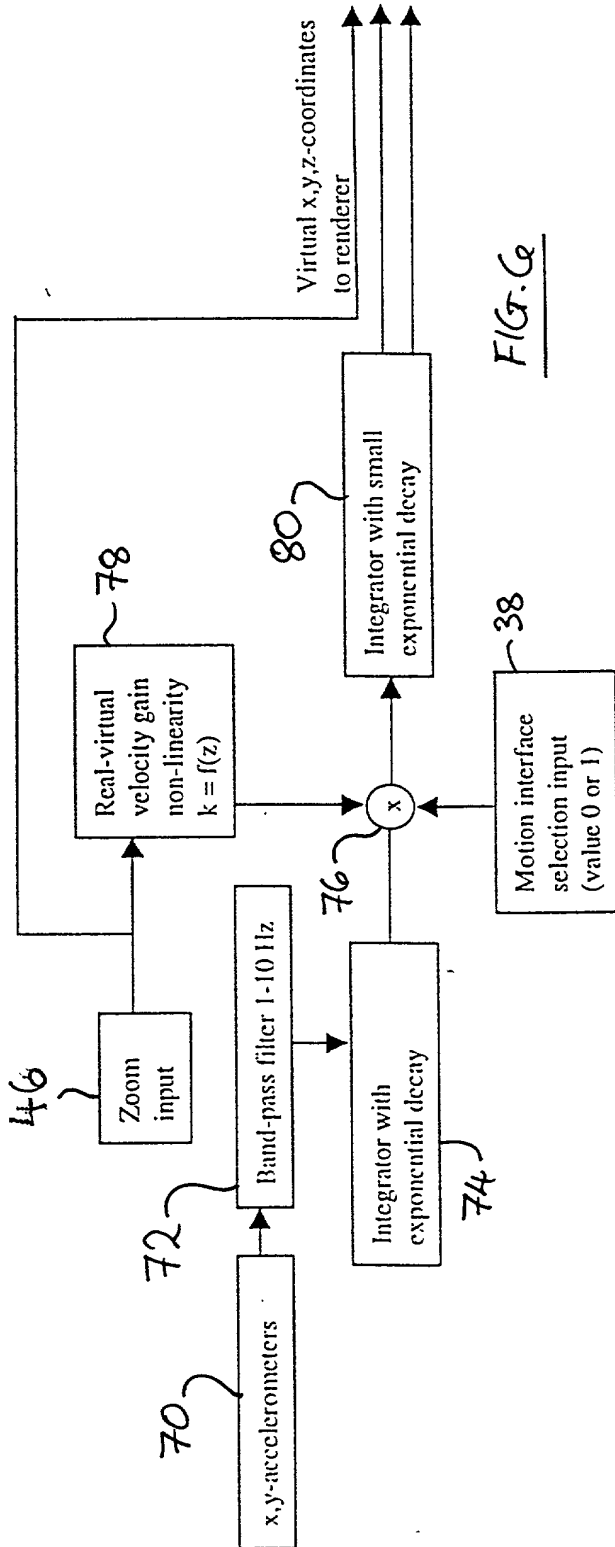 46
Zoom
input
78
Real-virtual
velocity gain
non-linearity
k = f(z)
Virtual x,y,z-coordinates
to renderer
70
x,y-accelerometers
72
Band-pass filter 1-10 Hz
74
Integrator with
exponential decay
76
x
80
Integrator with small
exponential decay
38
Motion interface
selection input
(value 0 or 1)
FIG. 6